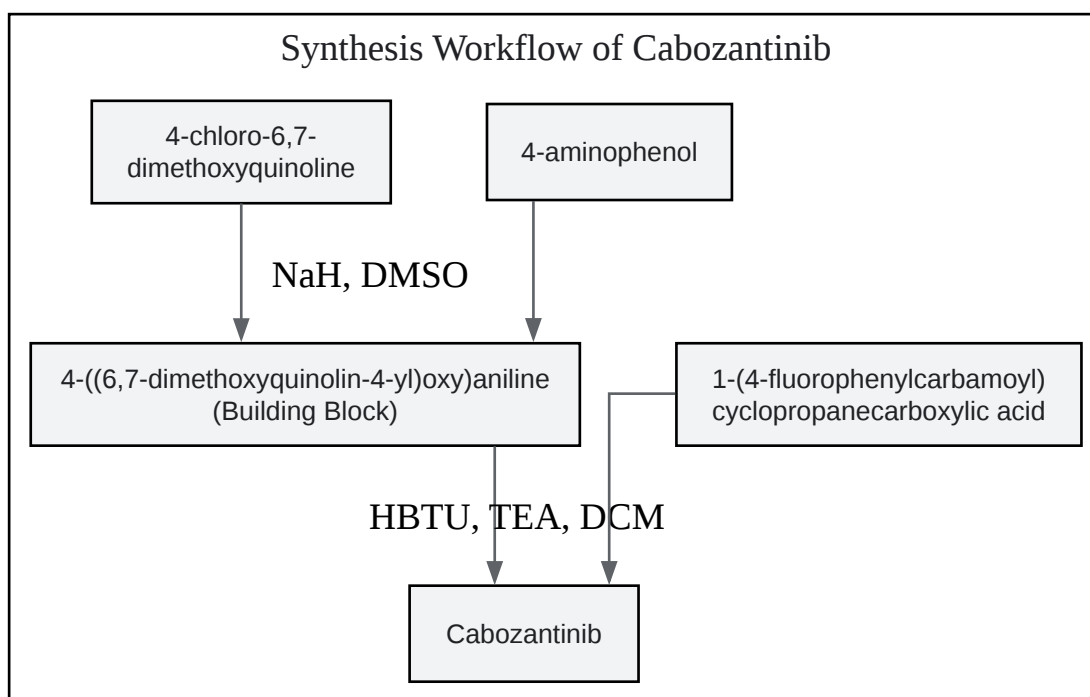 Synthesis Workflow of Cabozantinib
4-chloro-6,7-
dimethoxyquinoline
4-aminophenol
NaH, DMSO
4-((6,7-dimethoxyquinolin-4-yl)oxy)aniline
(Building Block)
1-(4-fluorophenylcarbamoyl)
cyclopropanecarboxylic acid
HBTU, TEA, DCM
Cabozantinib